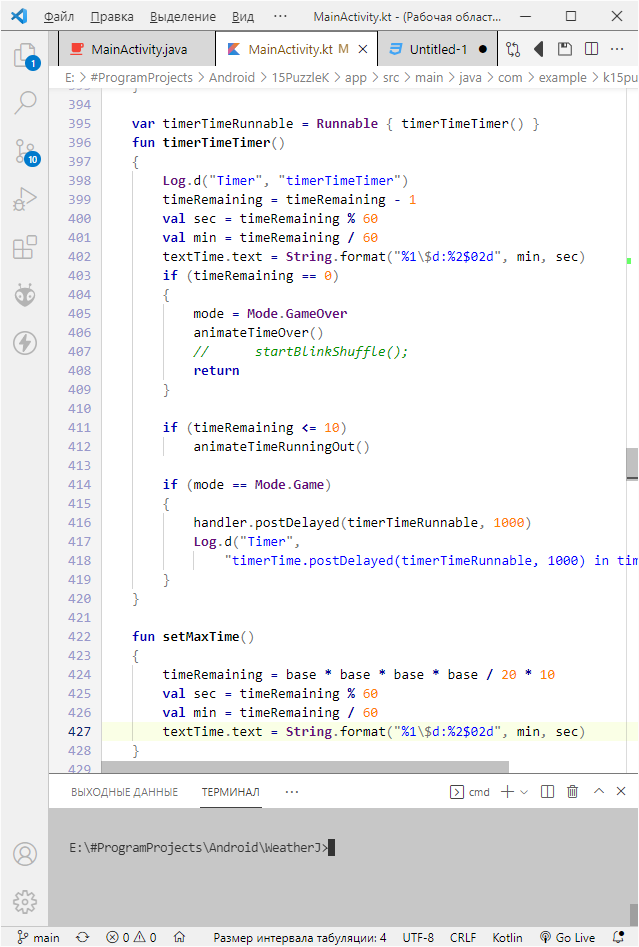 Файл Правка Выделение Вид ··· MainActivity.kt - (Рабочая област...
MainActivity.java MainActivity.kt M Untitled-1
E: > #ProgramProjects > Android > 15PuzzleK > app > src > main > java > com > example > k15pu
1
10
393 }
394
395 var timerTimeRunnable = Runnable { timerTimeTimer() }
396 fun timerTimeTimer()
397 {
398 Log.d("Timer", "timerTimeTimer")
399 timeRemaining = timeRemaining - 1
400 val sec = timeRemaining % 60
401 val min = timeRemaining / 60
402 textTime.text = String.format("%1\$d:%2$02d", min, sec)
403 if (timeRemaining == 0)
404 {
405 mode = Mode.GameOver
406 animateTimeOver()
407 // startBlinkShuffle();
408 return
409 }
410
411 if (timeRemaining <= 10)
412 animateTimeRunningOut()
413
414 if (mode == Mode.Game)
415 {
416 handler.postDelayed(timerTimeRunnable, 1000)
417 Log.d("Timer",
418 "timerTime.postDelayed(timerTimeRunnable, 1000) in tim
419 }
420 }
421
422 fun setMaxTime()
423 {
424 timeRemaining = base * base * base * base / 20 * 10
425 val sec = timeRemaining % 60
426 val min = timeRemaining / 60
427 textTime.text = String.format("%1\$d:%2$02d", min, sec)
428 }
429
ВЫХОДНЫЕ ДАННЫЕ ТЕРМИНАЛ ··· cmd
E:\#ProgramProjects\Android\WeatherJ>
main 0 0 Размер интервала табуляции: 4 UTF-8 CRLF Kotlin Go Live